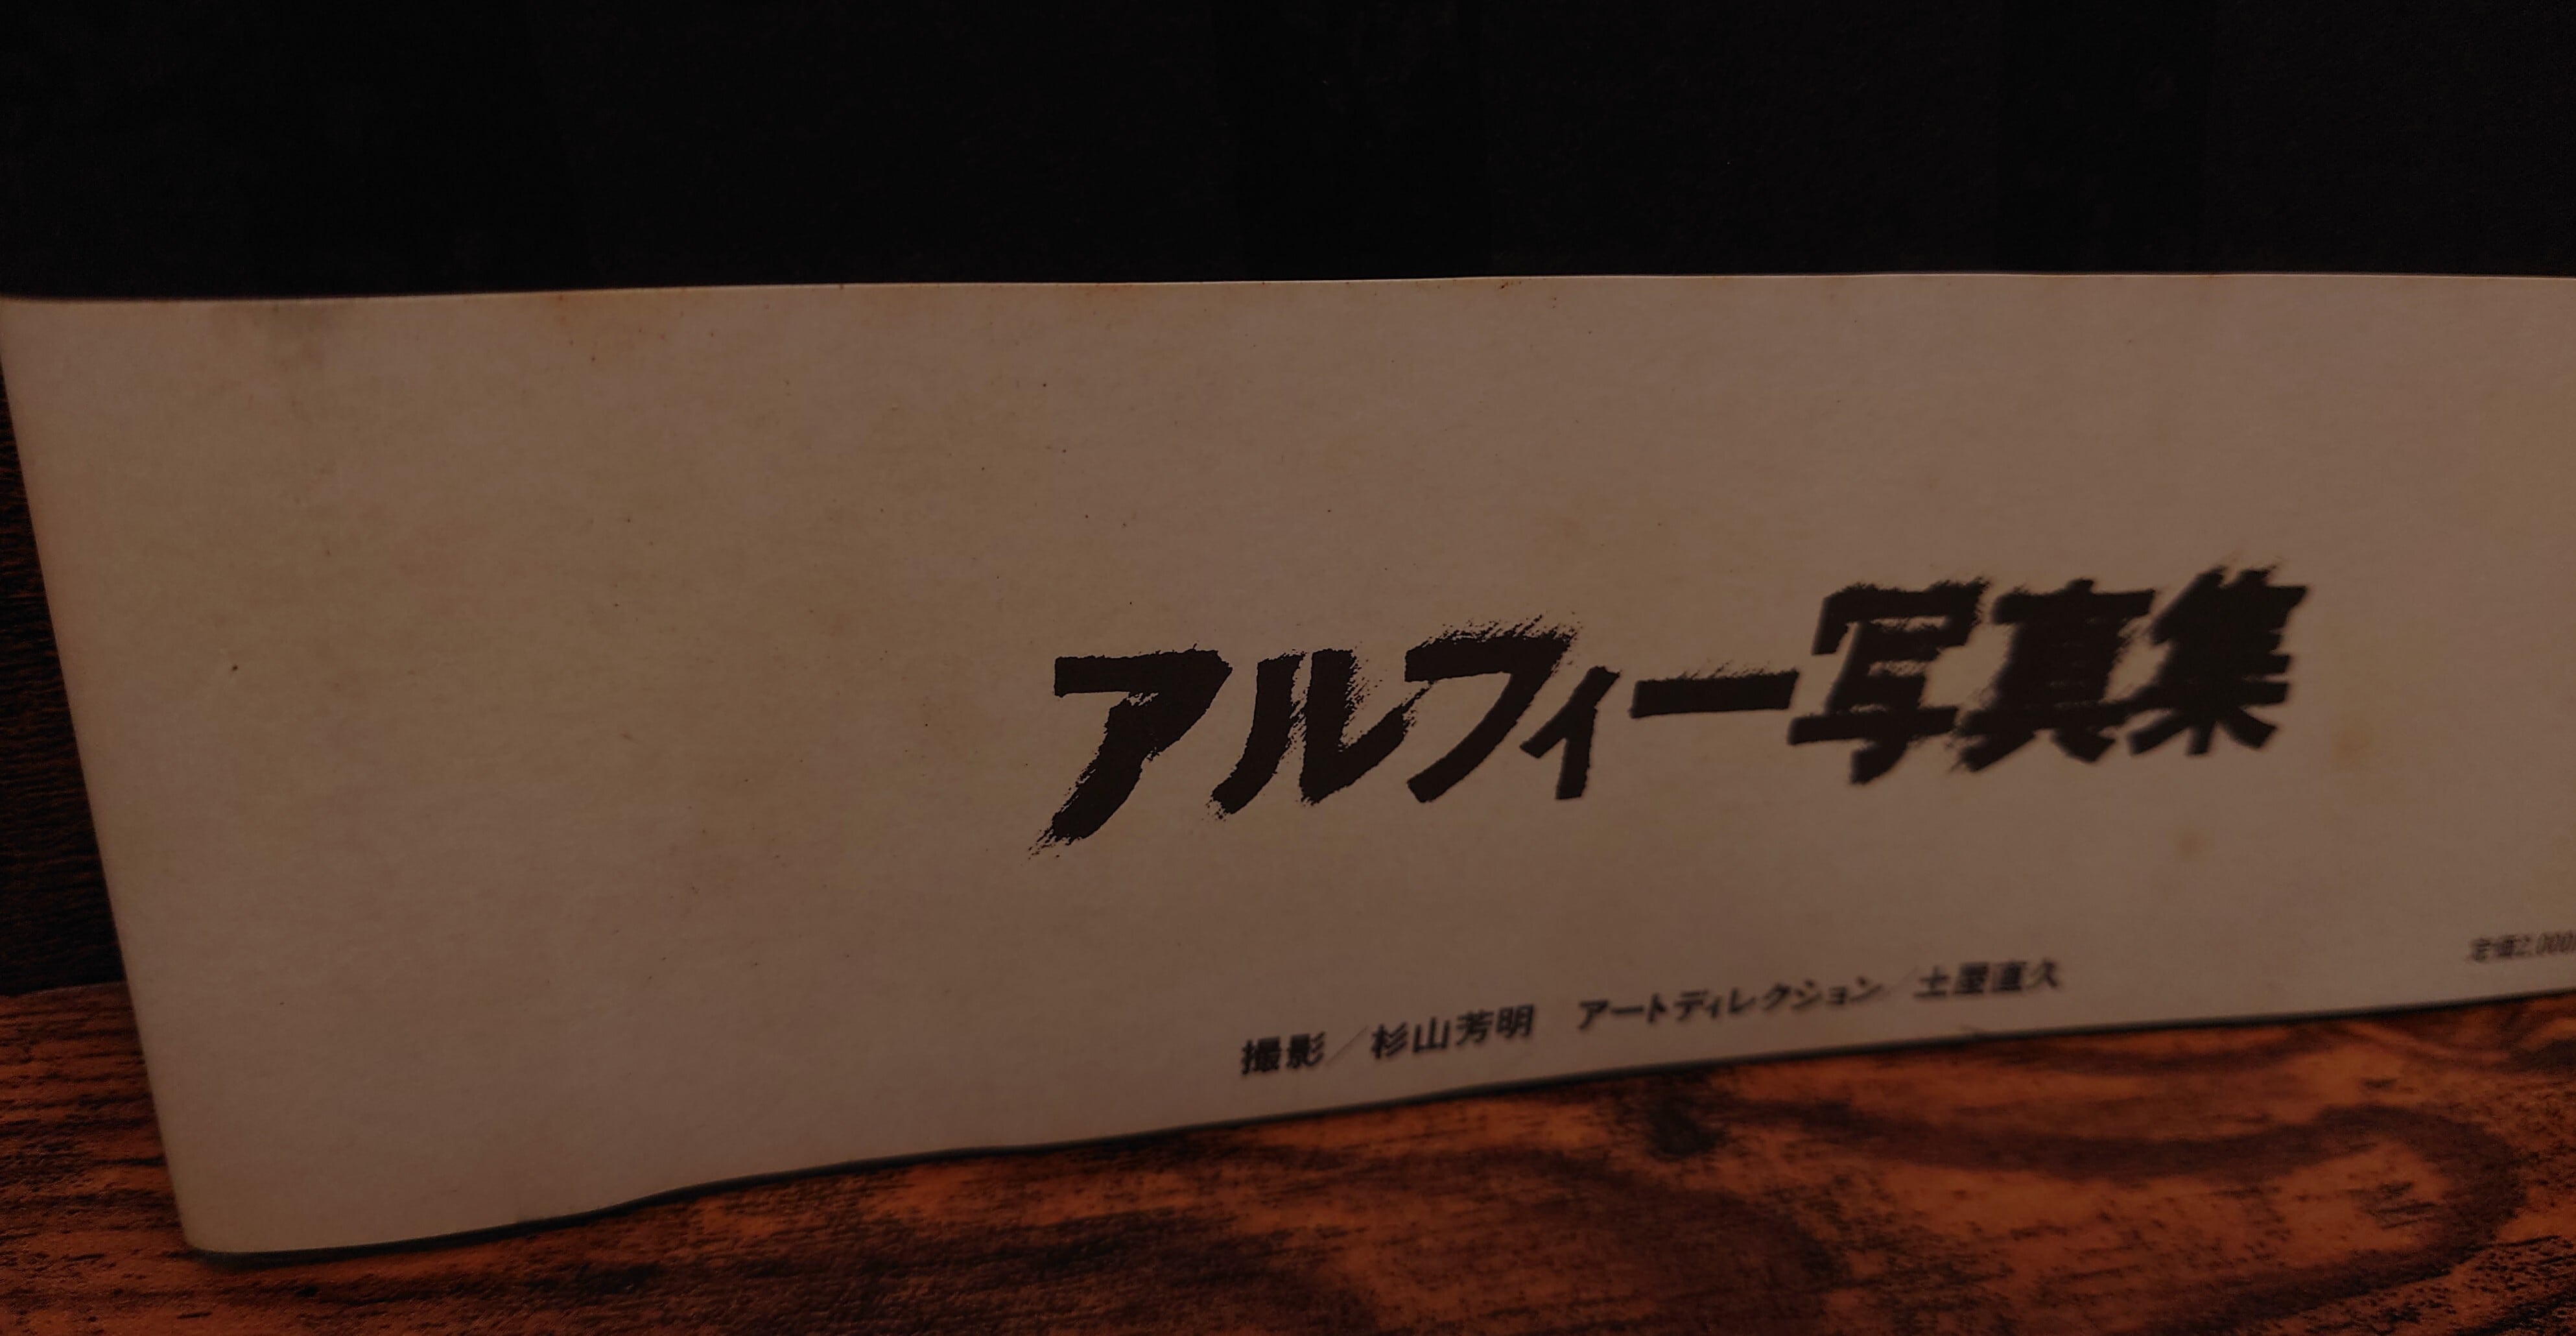 アルフィー写真集
撮影／杉山芳明　アートディレクション／土屋直久
定価2,000